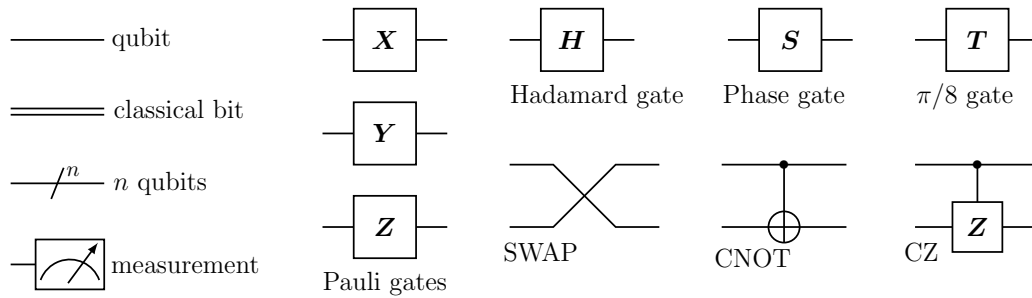 qubit
classical bit
n
n qubits
measurement
X
Y
Z
Pauli gates
H
Hadamard gate
S
Phase gate
T
π/8 gate
SWAP
CNOT
Z
CZ